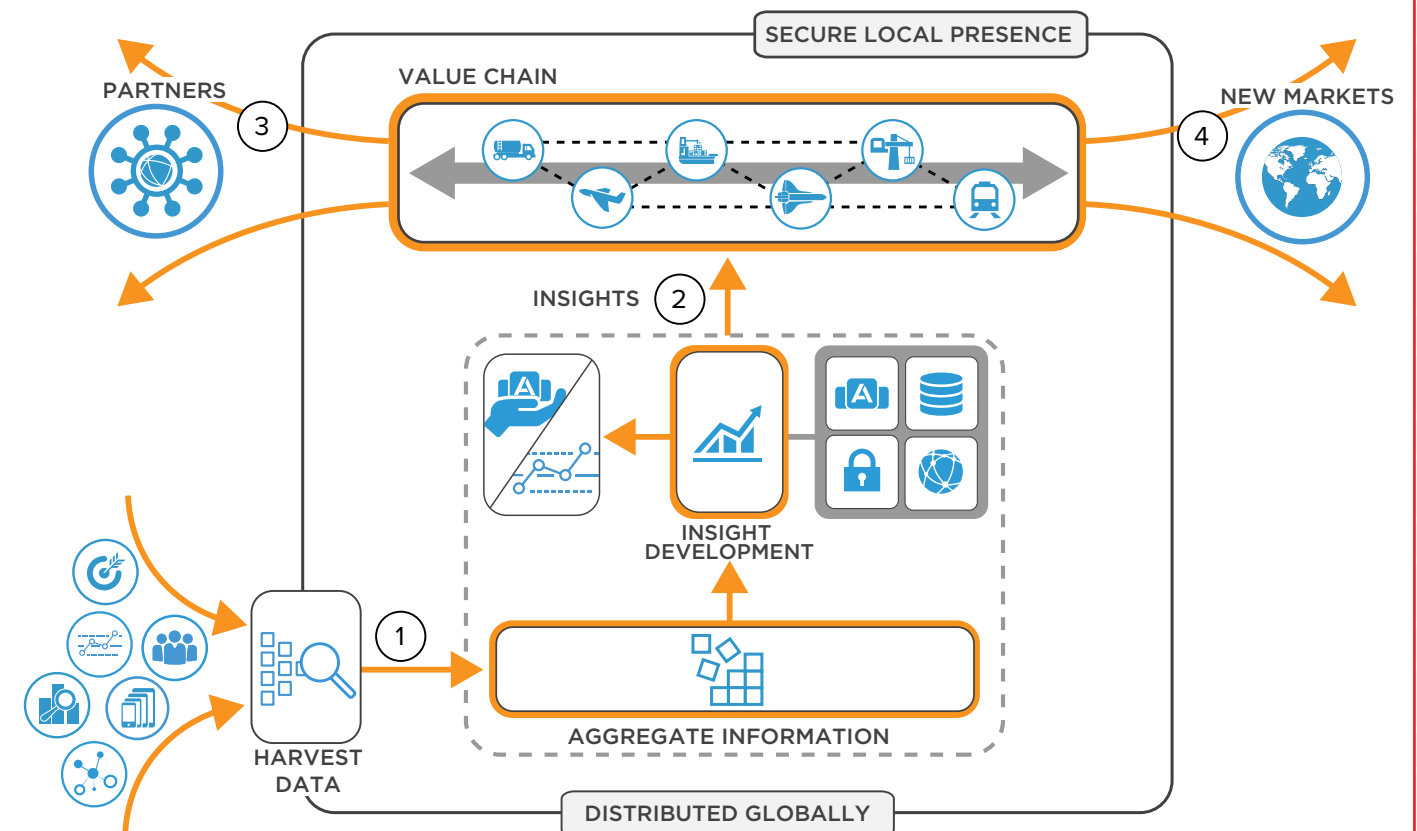 SECURE LOCAL PRESENCE
VALUE CHAIN
PARTNERS
3
NEW MARKETS
4
INSIGHTS
2
A
A
INSIGHT
DEVELOPMENT
1
AGGREGATE INFORMATION
HARVEST
DATA
DISTRIBUTED GLOBALLY